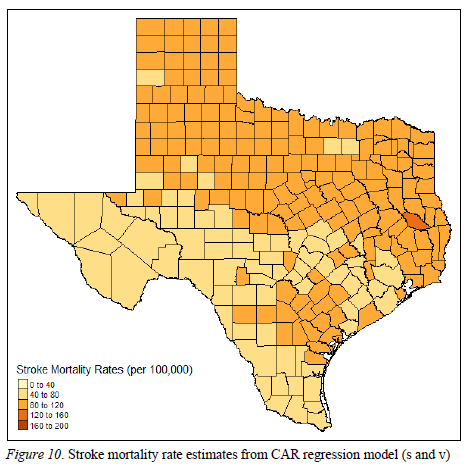 Stroke Mortality Rates (per 100,000)
0 to 40
40 to 80
80 to 120
120 to 160
160 to 200
Figure 10. Stroke mortality rate estimates from CAR regression model (s and v)